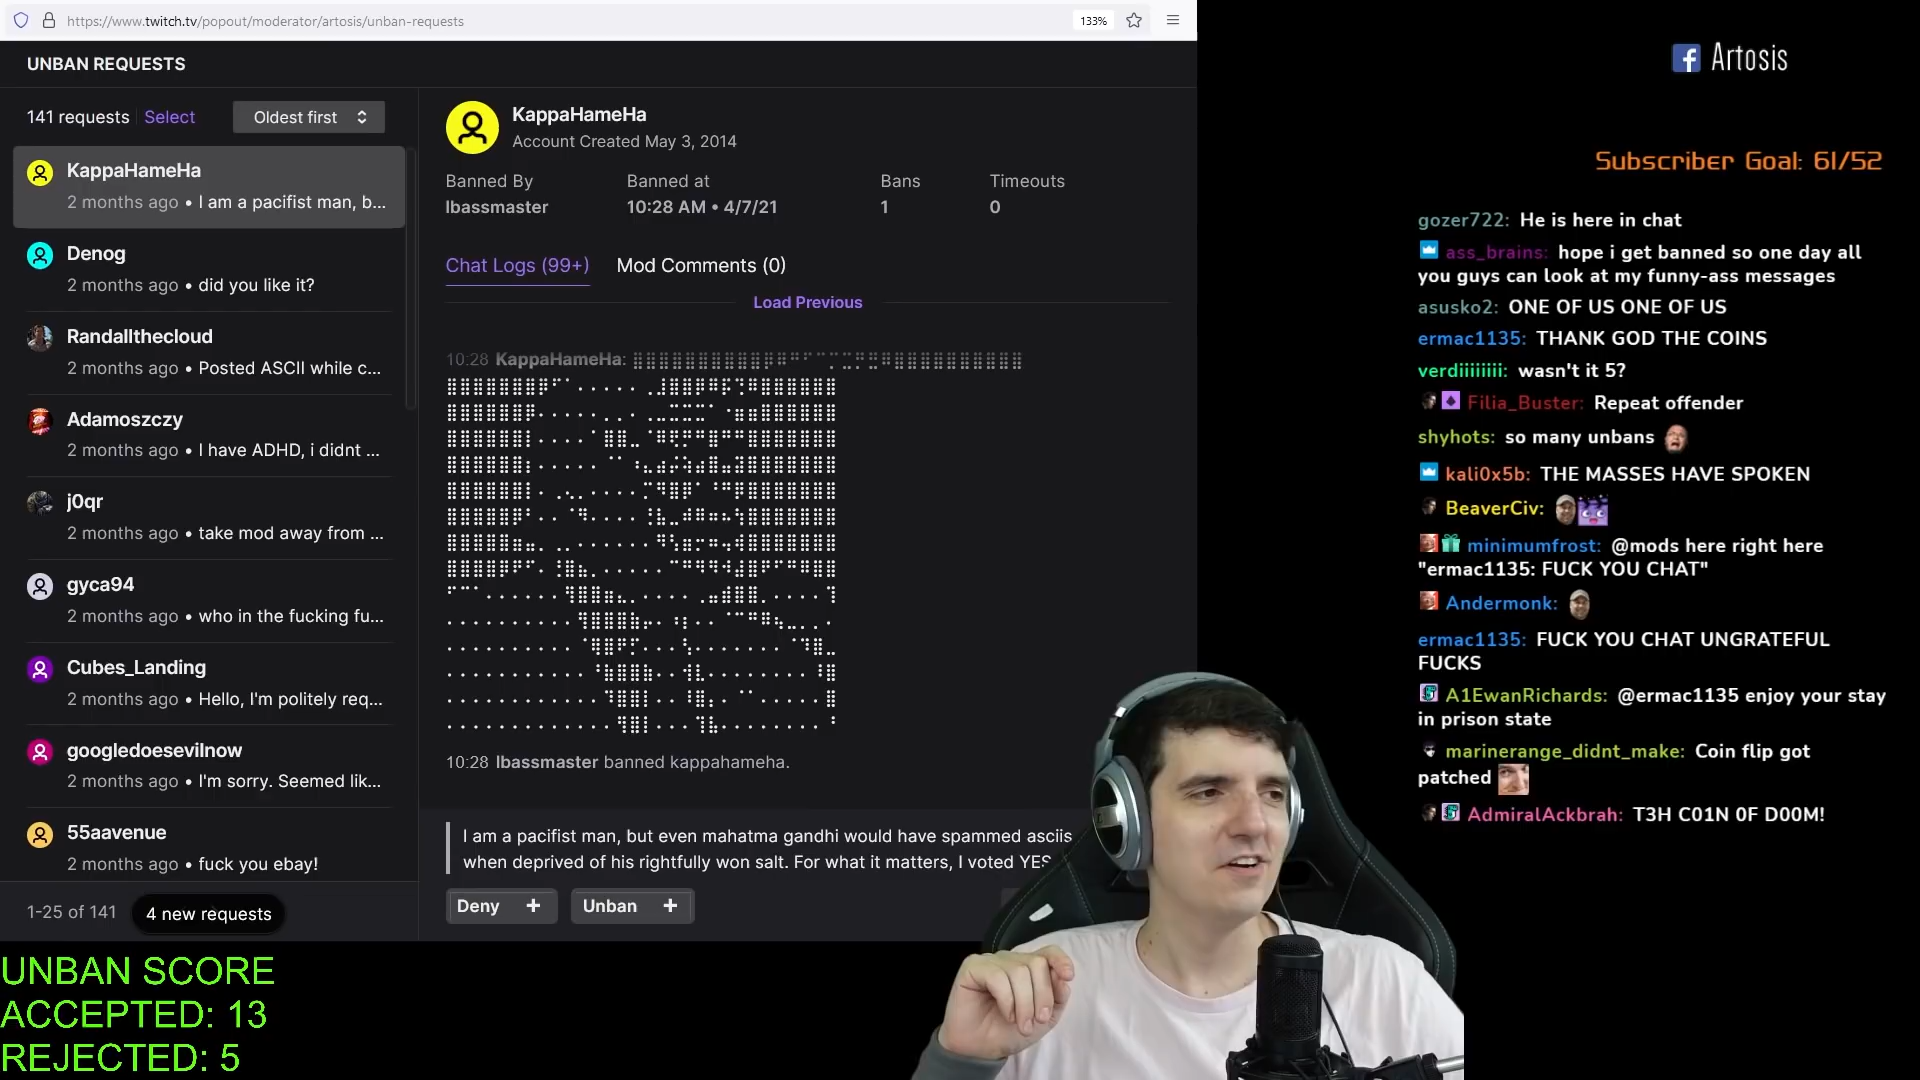 https://www.twitch.tv/popout/moderator/artosis/unban-requests
133%
UNBAN REQUESTS
141 requests Select Oldest first
KappaHameHa
2 months ago • I am a pacifist man, b...
Denog
2 months ago • did you like it?
Randallthecloud
2 months ago • Posted ASCII while c...
Adamoszczy
2 months ago • I have ADHD, i didnt ...
j0qr
2 months ago • take mod away from ...
gyca94
2 months ago • who in the fucking fu...
Cubes_Landing
2 months ago • Hello, I'm politely req...
googledoesevilnow
2 months ago • I'm sorry. Seemed lik...
55aavenue
2 months ago • fuck you ebay!
1-25 of 141 4 new requests
KappaHameHa
Account Created May 3, 2014
Banned By Banned at Bans Timeouts
lbassmaster 10:28 AM • 4/7/21 1 0
Chat Logs (99+) Mod Comments (0)
Load Previous
10:28 KappaHameHa:
10:28 lbassmaster banned kappahameha.
I am a pacifist man, but even mahatma gandhi would have spammed asciis
when deprived of his rightfully won salt. For what it matters, I voted YES
Deny + Unban +
UNBAN SCORE
ACCEPTED: 13
REJECTED: 5
Artosis
Subscriber Goal: 61/52
gozer722: He is here in chat
ass_brains: hope i get banned so one day all
you guys can look at my funny-ass messages
asusko2: ONE OF US ONE OF US
ermac1135: THANK GOD THE COINS
verdiiiiiiii: wasn't it 5?
Filia_Buster: Repeat offender
shyhots: so many unbans
kali0x5b: THE MASSES HAVE SPOKEN
BeaverCiv:
minimumfrost: @mods here right here
"ermac1135: FUCK YOU CHAT"
Andermonk:
ermac1135: FUCK YOU CHAT UNGRATEFUL
FUCKS
A1EwanRichards: @ermac1135 enjoy your stay
in prison state
marinerange_didnt_make: Coin flip got
patched
AdmiralAckbrah: T3H C01N 0F D00M!